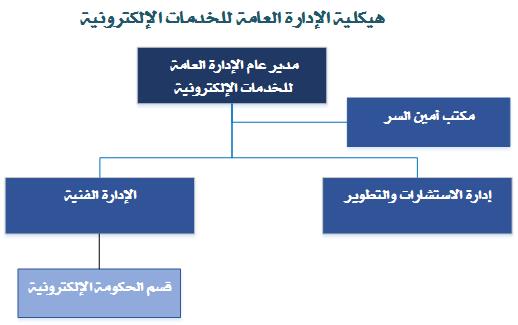 هيكلية الإدارة العامة للخدمات الإلكترونية
مدير عام الإدارة العامة
للخدمات الإلكترونية
مكتب أمين السر
إدارة الاستشارات والتطوير
الإدارة الفنية
قسم الحكومة الإلكترونية